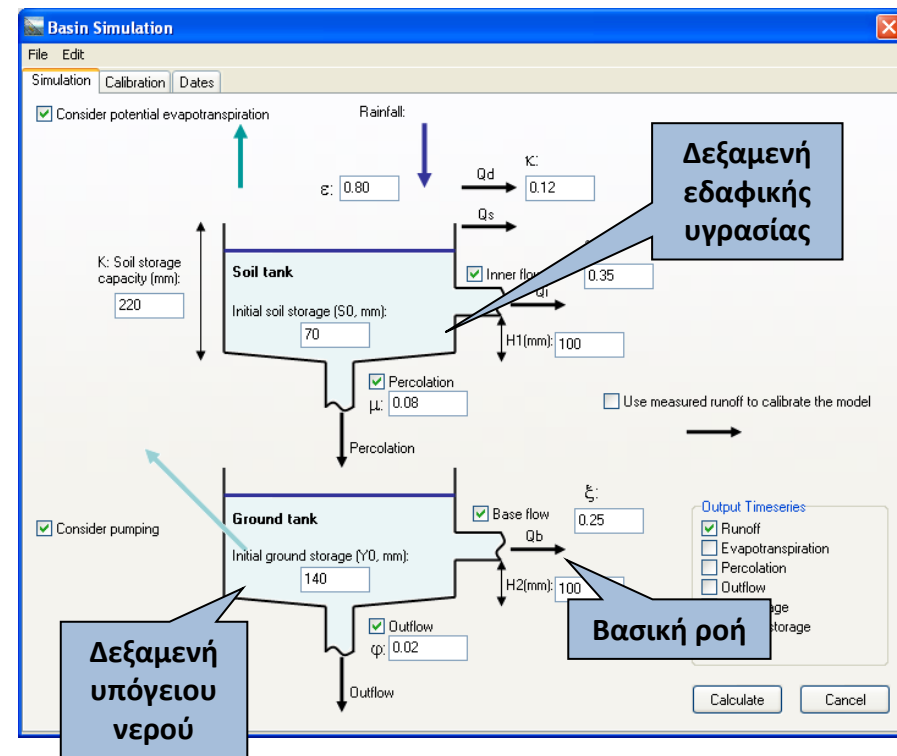 Basin Simulation
File Edit
Simulation Calibration Dates
Consider potential evapotranspiration
Rainfall:
ε: 0.80
Qd
κ:
0.12
Qs
Δεξαμενή
εδαφικής
υγρασίας
K: Soil storage
capacity (mm):
220
Soil tank
Initial soil storage (S0, mm):
70
Inner flow
0.35
Qi
H1(mm): 100
Percolation
μ: 0.08
Percolation
Use measured runoff to calibrate the model
Consider pumping
Ground tank
Initial ground storage (Y0, mm):
140
Base flow
ξ:
0.25
Qb
H2(mm): 100
Outflow
φ: 0.02
Outflow
Δεξαμενή
υπόγειου
νερού
Βασική ροή
Output Timeseries
Runoff
Evapotranspiration
Percolation
Outflow
storage
Calculate Cancel